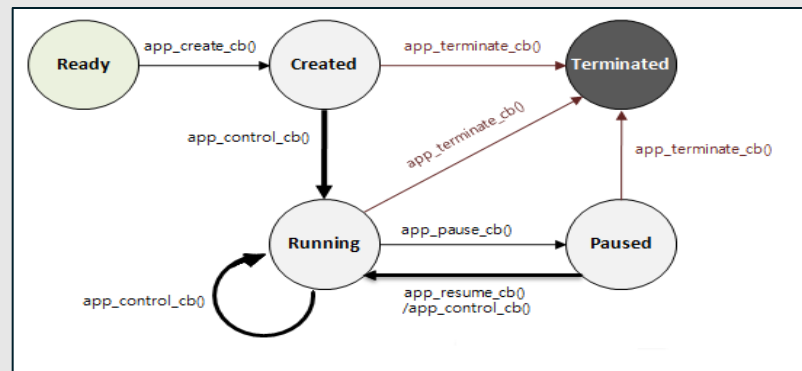 app_create_cb()
app_terminate_cb()
Ready
Created
Terminated
app_control_cb()
app_terminate_cb()
app_terminate_cb()
Running
app_pause_cb()
Paused
app_control_cb()
app_resume_cb()
/app_control_cb()